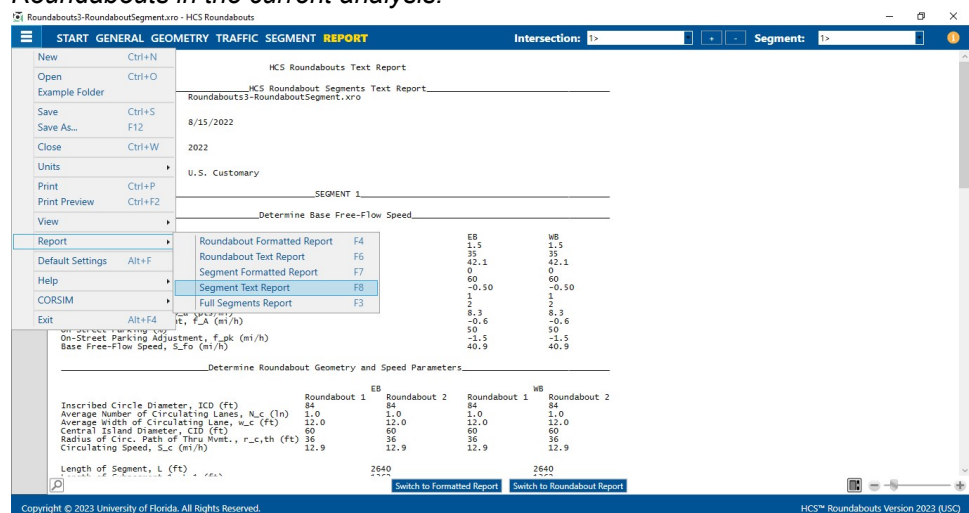 Roundabouts in the current analysis.
Roundabouts3-RoundaboutSegment.xro - HCS Roundabouts
START GENERAL GEOMETRY TRAFFIC SEGMENT REPORT Intersection: 1> + - Segment: 1>
New Ctrl+N
Open Ctrl+O
Example Folder
Save Ctrl+S
Save As... F12
Close Ctrl+W
Units
Print Ctrl+P
Print Preview Ctrl+F2
View
Report
Default Settings Alt+F
Help
CORSIM
Exit Alt+F4
Roundabout Formatted Report F4
Roundabout Text Report F6
Segment Formatted Report F7
Segment Text Report F8
Full Segments Report F3
HCS Roundabouts Text Report
HCS Roundabout Segments Text Report
Roundabouts3-RoundaboutSegment.xro
8/15/2022
2022
U.S. Customary
SEGMENT 1
Determine Base Free-Flow Speed
EB WB
1.5 1.5
35 35
42.1 42.1
0 0
60 60
-0.50 -0.50
1 1
2 2
8.3 8.3
t, f_A (mi/h) -0.6 -0.6
On-Street Parking (%) 50 50
On-Street Parking Adjustment, f_pk (mi/h) -1.5 -1.5
Base Free-Flow Speed, S_fo (mi/h) 40.9 40.9
Determine Roundabout Geometry and Speed Parameters
EB WB
Roundabout 1 Roundabout 2 Roundabout 1 Roundabout 2
Inscribed Circle Diameter, ICD (ft) 84 84 84 84
Average Number of Circulating Lanes, N_c (ln) 1.0 1.0 1.0 1.0
Average Width of Circulating Lane, w_c (ft) 12.0 12.0 12.0 12.0
Central Island Diameter, CID (ft) 60 60 60 60
Radius of Circ. Path of Thru Mvmt., r_c,th (ft) 36 36 36 36
Circulating Speed, S_c (mi/h) 12.9 12.9 12.9 12.9
Length of Segment, L (ft) 2640 2640
Switch to Formatted Report Switch to Roundabout Report
Copyright © 2023 University of Florida. All Rights Reserved. HCS™ Roundabouts Version 2023 (USC)